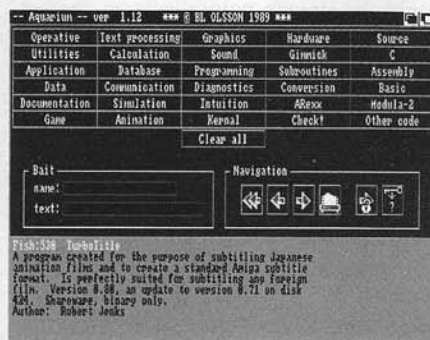 -- Aquarium -- ver 1.12 *** © BL OLSSON 1989 ***
Operative Text processing Graphics Hardware Source
Utilities Calculation Sound Gimmick C
Application Database Programming Subroutines Assembly
Data Communication Diagnostics Conversion Basic
Documentation Simulation Intuition ARexx Modula-2
Game Animation Kernal Check! Other code
Clear all
Bait
Navigation
name:
text:
?
Fish:538 TurboTitle
A program created for the purpose of subtitling Japanese
animation films and to create a standard Amiga subtitle
format. Is perfectly suited for subtitling any foreign
film. Version 0.80, an update to version 0.71 on disk
424. Shareware, binary only.
Author: Robert Jenks